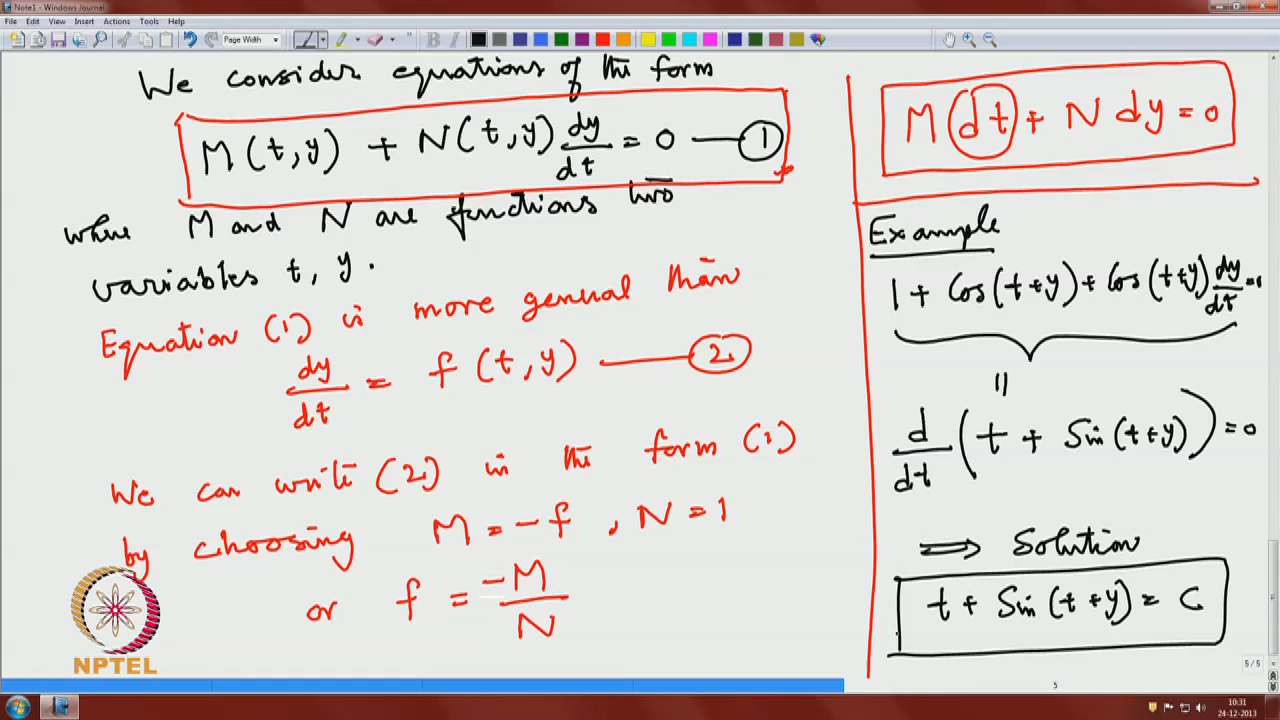 Note1 - Windows Journal
File Edit View Insert Actions Tools Help
Page Width
B I
We consider equations of the form
M(t,y) + N(t,y) dy/dt = 0 — 1
where M and N are functions two
variables t, y.
Equation (1) is more general than
dy/dt = f(t,y) — 2
We can write (2) in the form (1)
by choosing M = -f, N = 1
or f = -M/N
M dt + N dy = 0
Example
1 + Cos(t+y) + Cos(t+y) dy/dt = 0
||
d/dt (t + Sin(t+y)) = 0
⟹ Solution
t + Sin(t+y) = C
NPTEL
5/5
5
10:31
24-12-2013